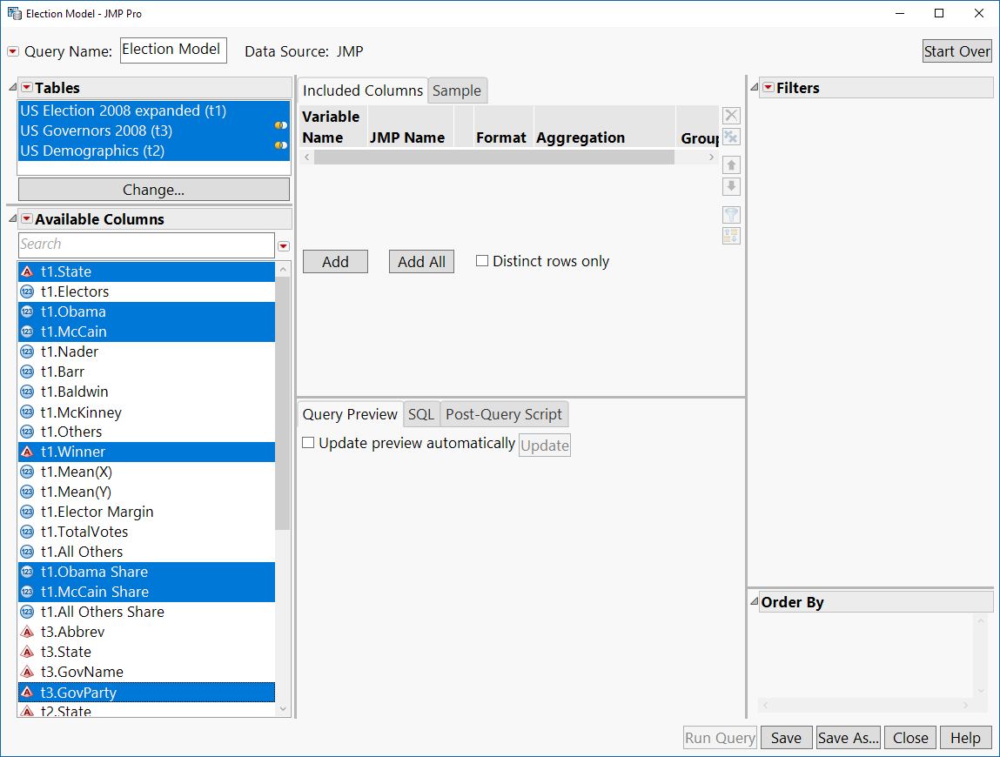 Election Model - JMP Pro
Query Name: Election Model Data Source: JMP
Start Over
Tables
US Election 2008 expanded (t1)
US Governors 2008 (t3)
US Demographics (t2)
Change...
Available Columns
Search
t1.State
t1.Electors
t1.Obama
t1.McCain
t1.Nader
t1.Barr
t1.Baldwin
t1.McKinney
t1.Others
t1.Winner
t1.Mean(X)
t1.Mean(Y)
t1.Elector Margin
t1.TotalVotes
t1.All Others
t1.Obama Share
t1.McCain Share
t1.All Others Share
t3.Abbrev
t3.State
t3.GovName
t3.GovParty
t2.State
Included Columns Sample
Variable
Name JMP Name Format Aggregation Group
Add Add All Distinct rows only
Query Preview SQL Post-Query Script
Update preview automatically Update
Filters
Order By
Run Query Save Save As... Close Help